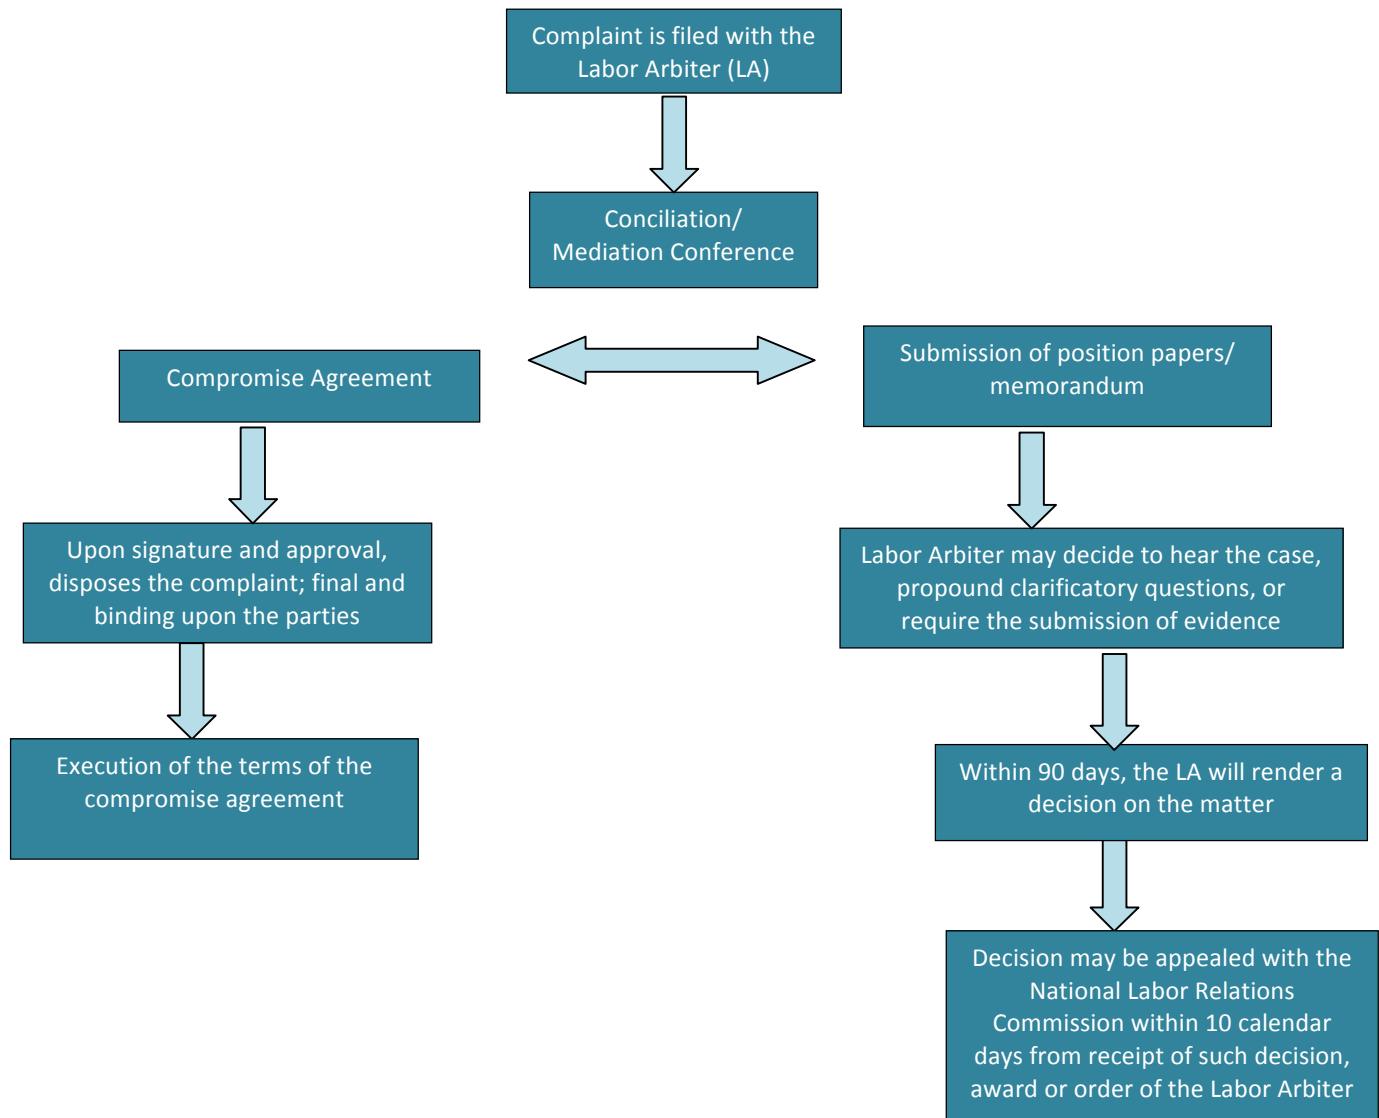 Complaint is filed with the
Labor Arbiter (LA)
Conciliation/
Mediation Conference
Compromise Agreement
Submission of position papers/
memorandum
Upon signature and approval,
disposes the complaint; final and
binding upon the parties
Labor Arbiter may decide to hear the case,
propound clarificatory questions, or
require the submission of evidence
Execution of the terms of the
compromise agreement
Within 90 days, the LA will render a
decision on the matter
Decision may be appealed with the
National Labor Relations
Commission within 10 calendar
days from receipt of such decision,
award or order of the Labor Arbiter